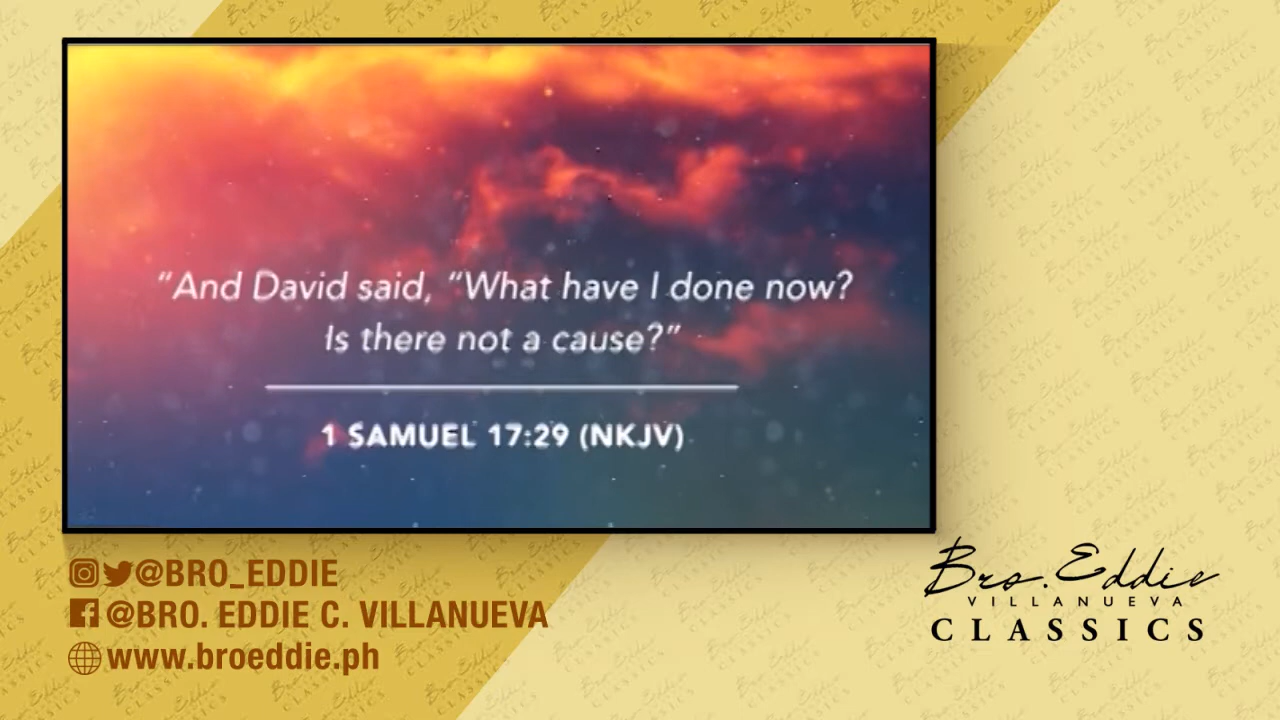 “And David said, “What have I done now?
Is there not a cause?”
1 SAMUEL 17:29 (NKJV)
@BRO_EDDIE
@BRO. EDDIE C. VILLANUEVA
www.broeddie.ph
Bro. Eddie
VILLANUEVA
CLASSICS